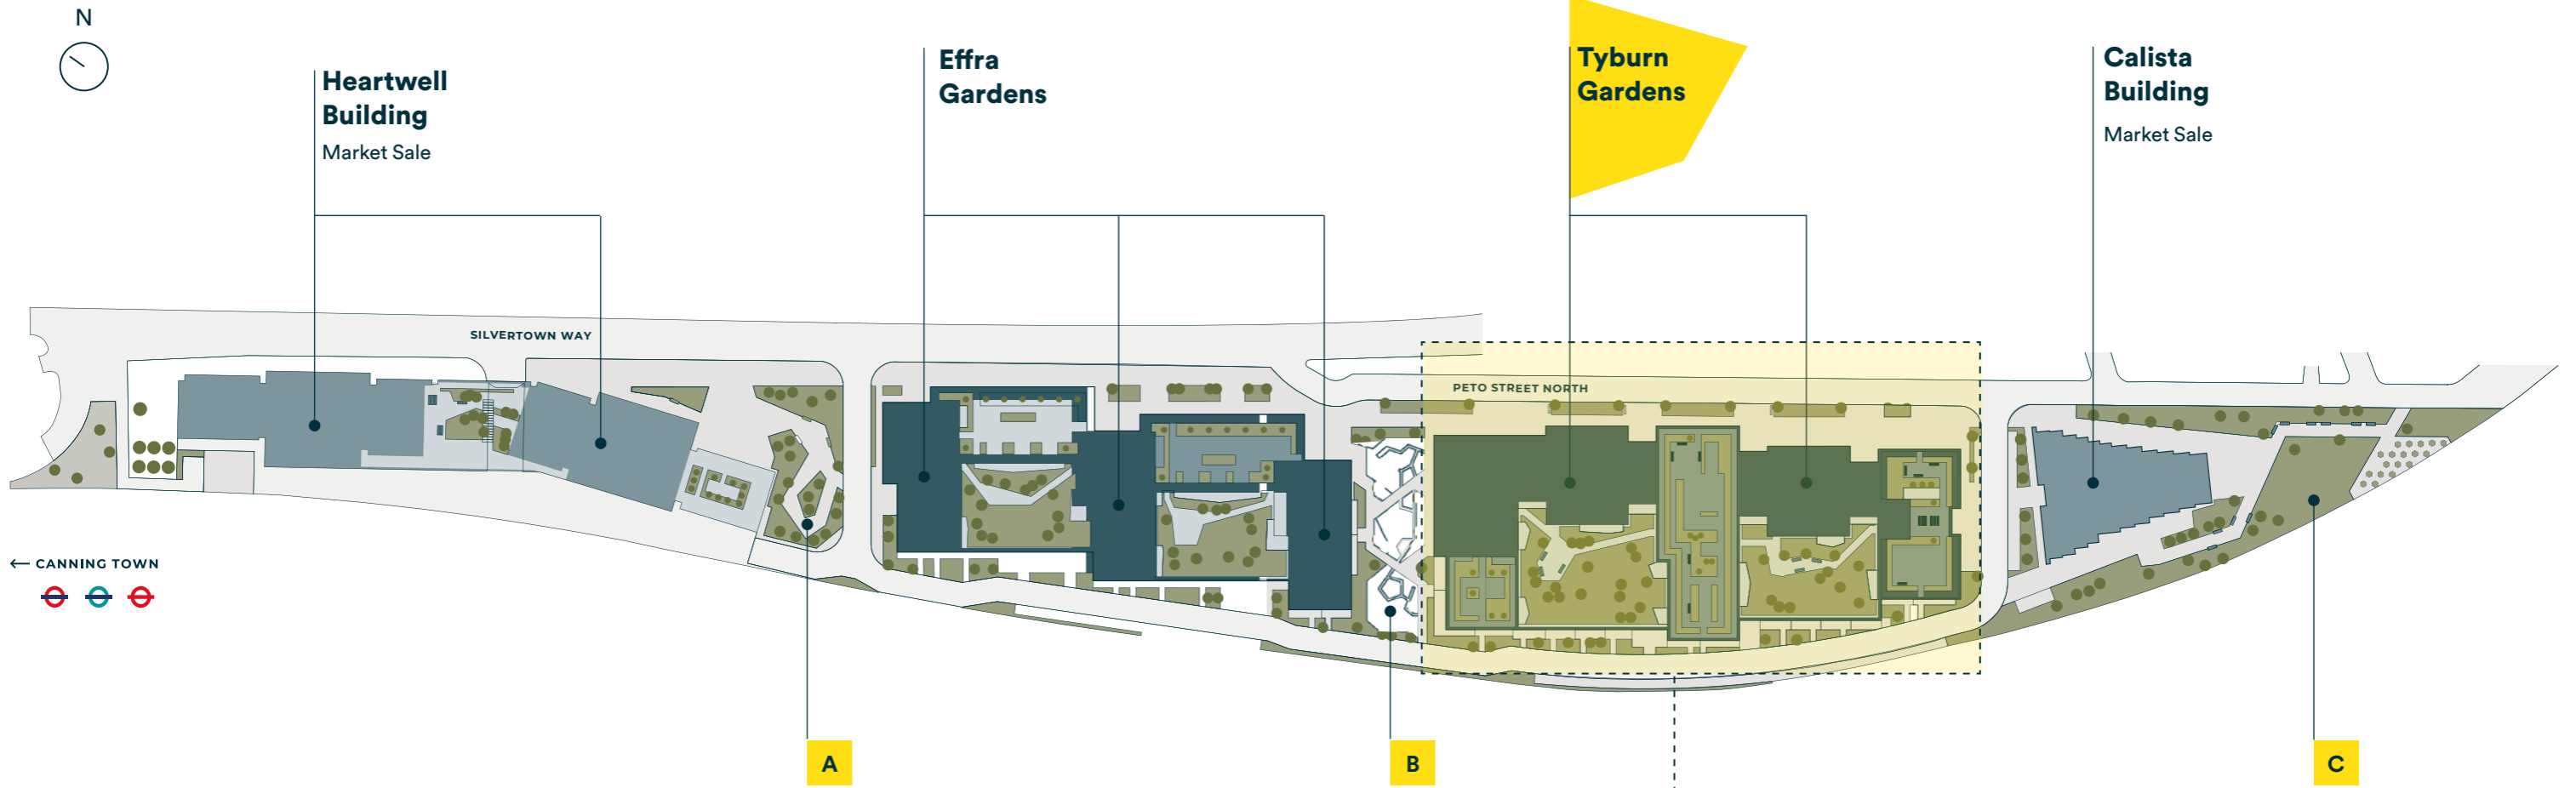 N
Heartwell
Building
Market Sale
Effra
Gardens
Tyburn
Gardens
Calista
Building
Market Sale
SILVERTOWN WAY
PETO STREET NORTH
← CANNING TOWN
A
B
C